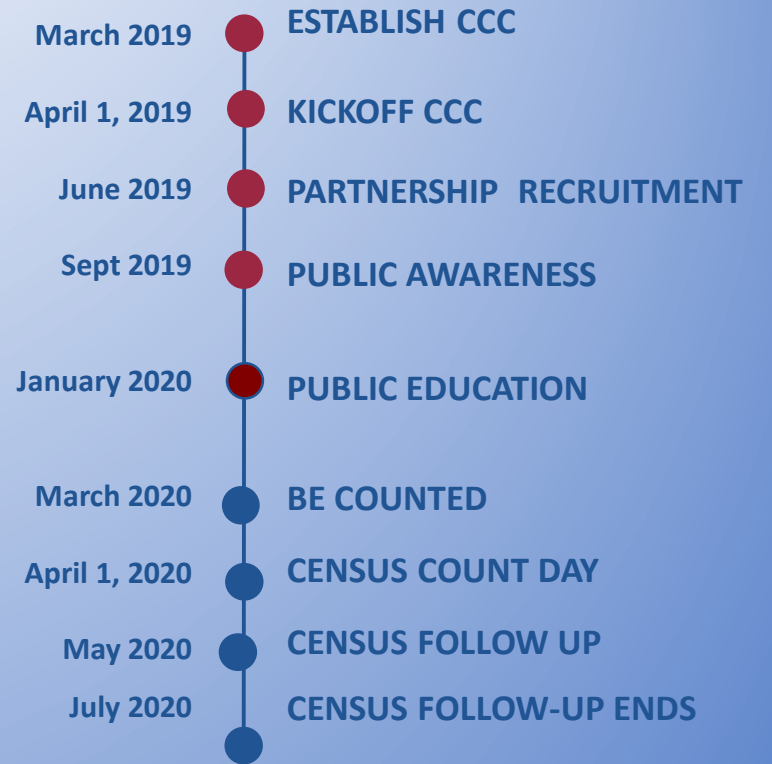 March 2019 ESTABLISH CCC
April 1, 2019 KICKOFF CCC
June 2019 PARTNERSHIP RECRUITMENT
Sept 2019 PUBLIC AWARENESS
January 2020 PUBLIC EDUCATION
March 2020 BE COUNTED
April 1, 2020 CENSUS COUNT DAY
May 2020 CENSUS FOLLOW UP
July 2020 CENSUS FOLLOW-UP ENDS